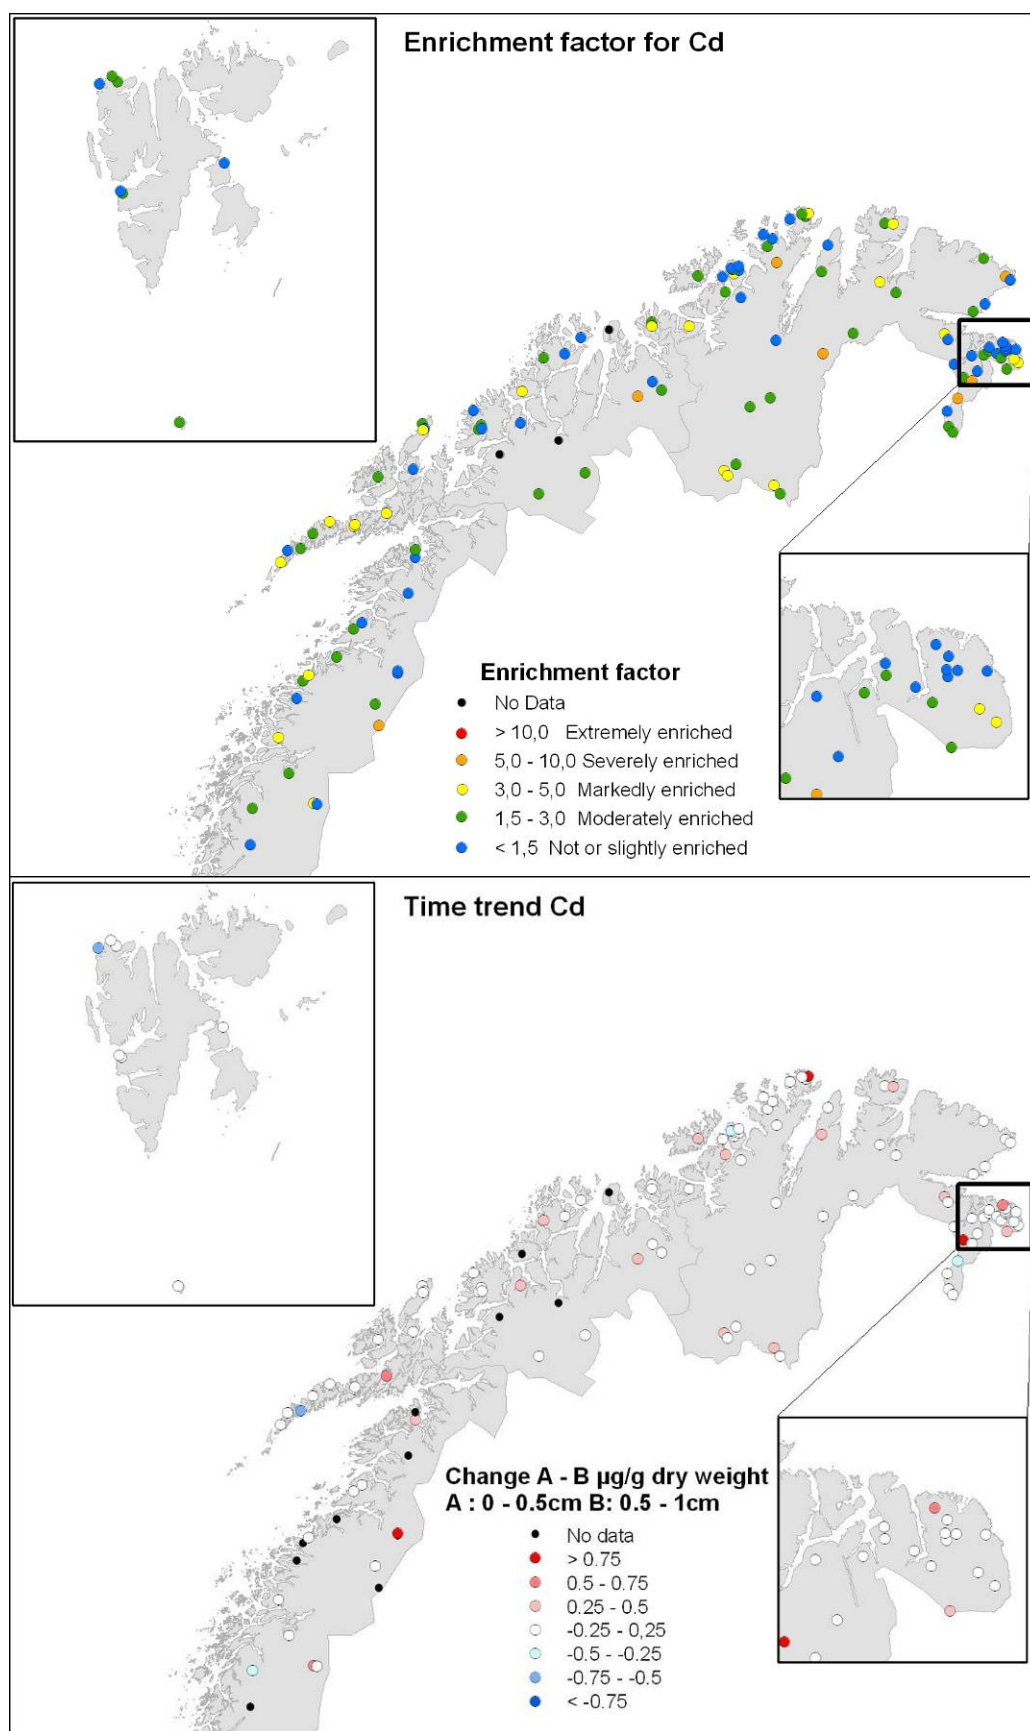 Enrichment factor for Cd
Enrichment factor
No Data
> 10,0 Extremely enriched
5,0 - 10,0 Severely enriched
3,0 - 5,0 Markedly enriched
1,5 - 3,0 Moderately enriched
< 1,5 Not or slightly enriched
Time trend Cd
Change A - B µg/g dry weight
A : 0 - 0.5cm B: 0.5 - 1cm
No data
> 0.75
0.5 - 0.75
0.25 - 0.5
-0.25 - 0,25
-0.5 - -0.25
-0.75 - -0.5
< -0.75